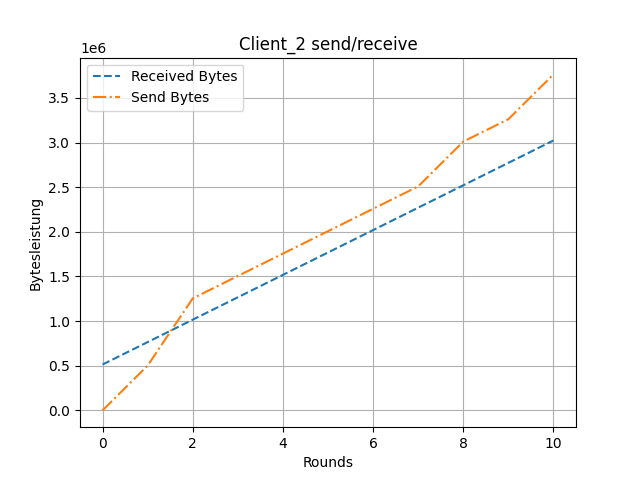 Client_2 send/receive
1e6
Received Bytes
Send Bytes
3.5
3.0
2.5
2.0
1.5
1.0
0.5
0.0
Bytesleistung
0 2 4 6 8 10
Rounds